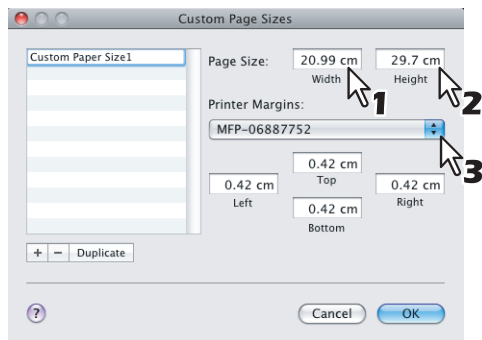 Custom Page Sizes
Custom Paper Size1
Page Size:
20.99 cm
29.7 cm
Width
Height
1
2
Printer Margins:
MFP-06887752
3
0.42 cm
Top
0.42 cm
Left
0.42 cm
Right
0.42 cm
Bottom
+ − Duplicate
?
Cancel
OK